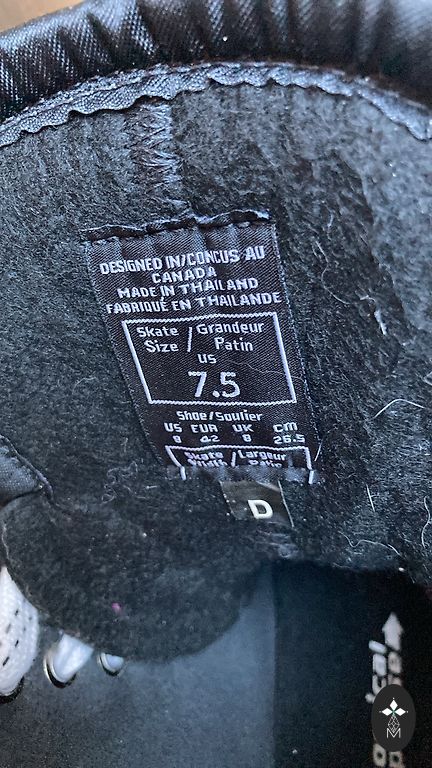 DESIGNED IN/CONCUS AU
CANADA
MADE IN THAILAND
FABRIQUÉ EN THAILANDE
Skate / Grandeur
Size / Patin
US
7.5
Shoe/Soulier
US EUR UK CM
9 42 8 26.5
Skate / Largeur
Width / Patin
D
M